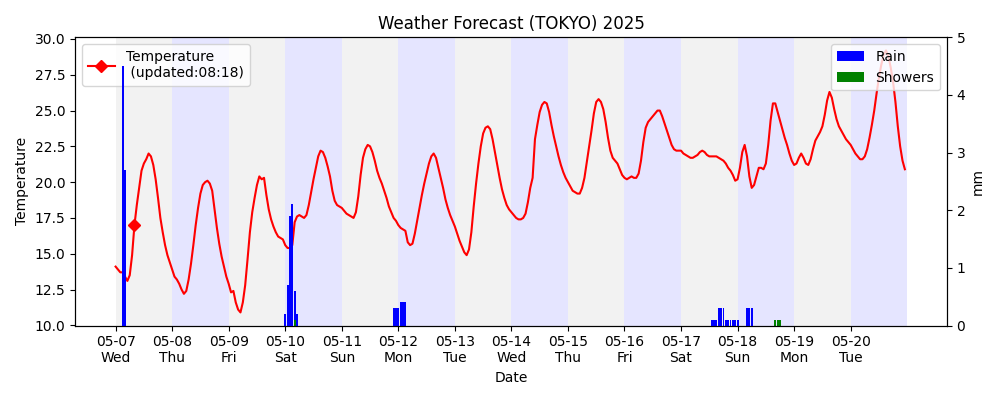 Weather Forecast (TOKYO) 2025
Temperature
(updated:08:18)
Rain
Showers
30.0
27.5
25.0
22.5
20.0
17.5
15.0
12.5
10.0
Temperature
5
4
3
2
1
0
mm
05-07 05-08 05-09 05-10 05-11 05-12 05-13 05-14 05-15 05-16 05-17 05-18 05-19 05-20
Wed Thu Fri Sat Sun Mon Tue Wed Thu Fri Sat Sun Mon Tue
Date